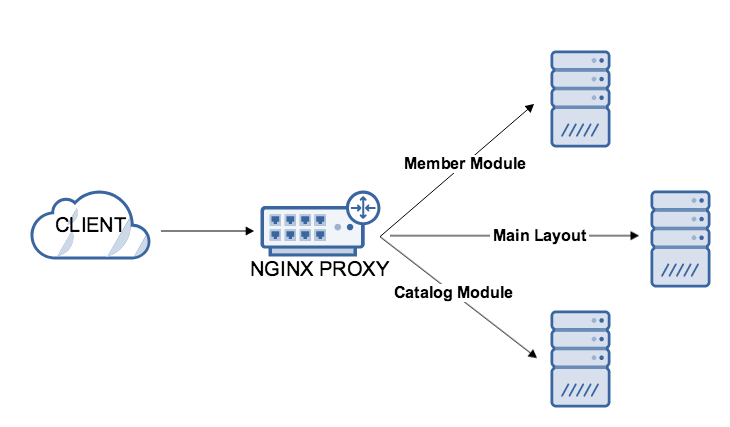 CLIENT
NGINX PROXY
Member Module
Main Layout
Catalog Module